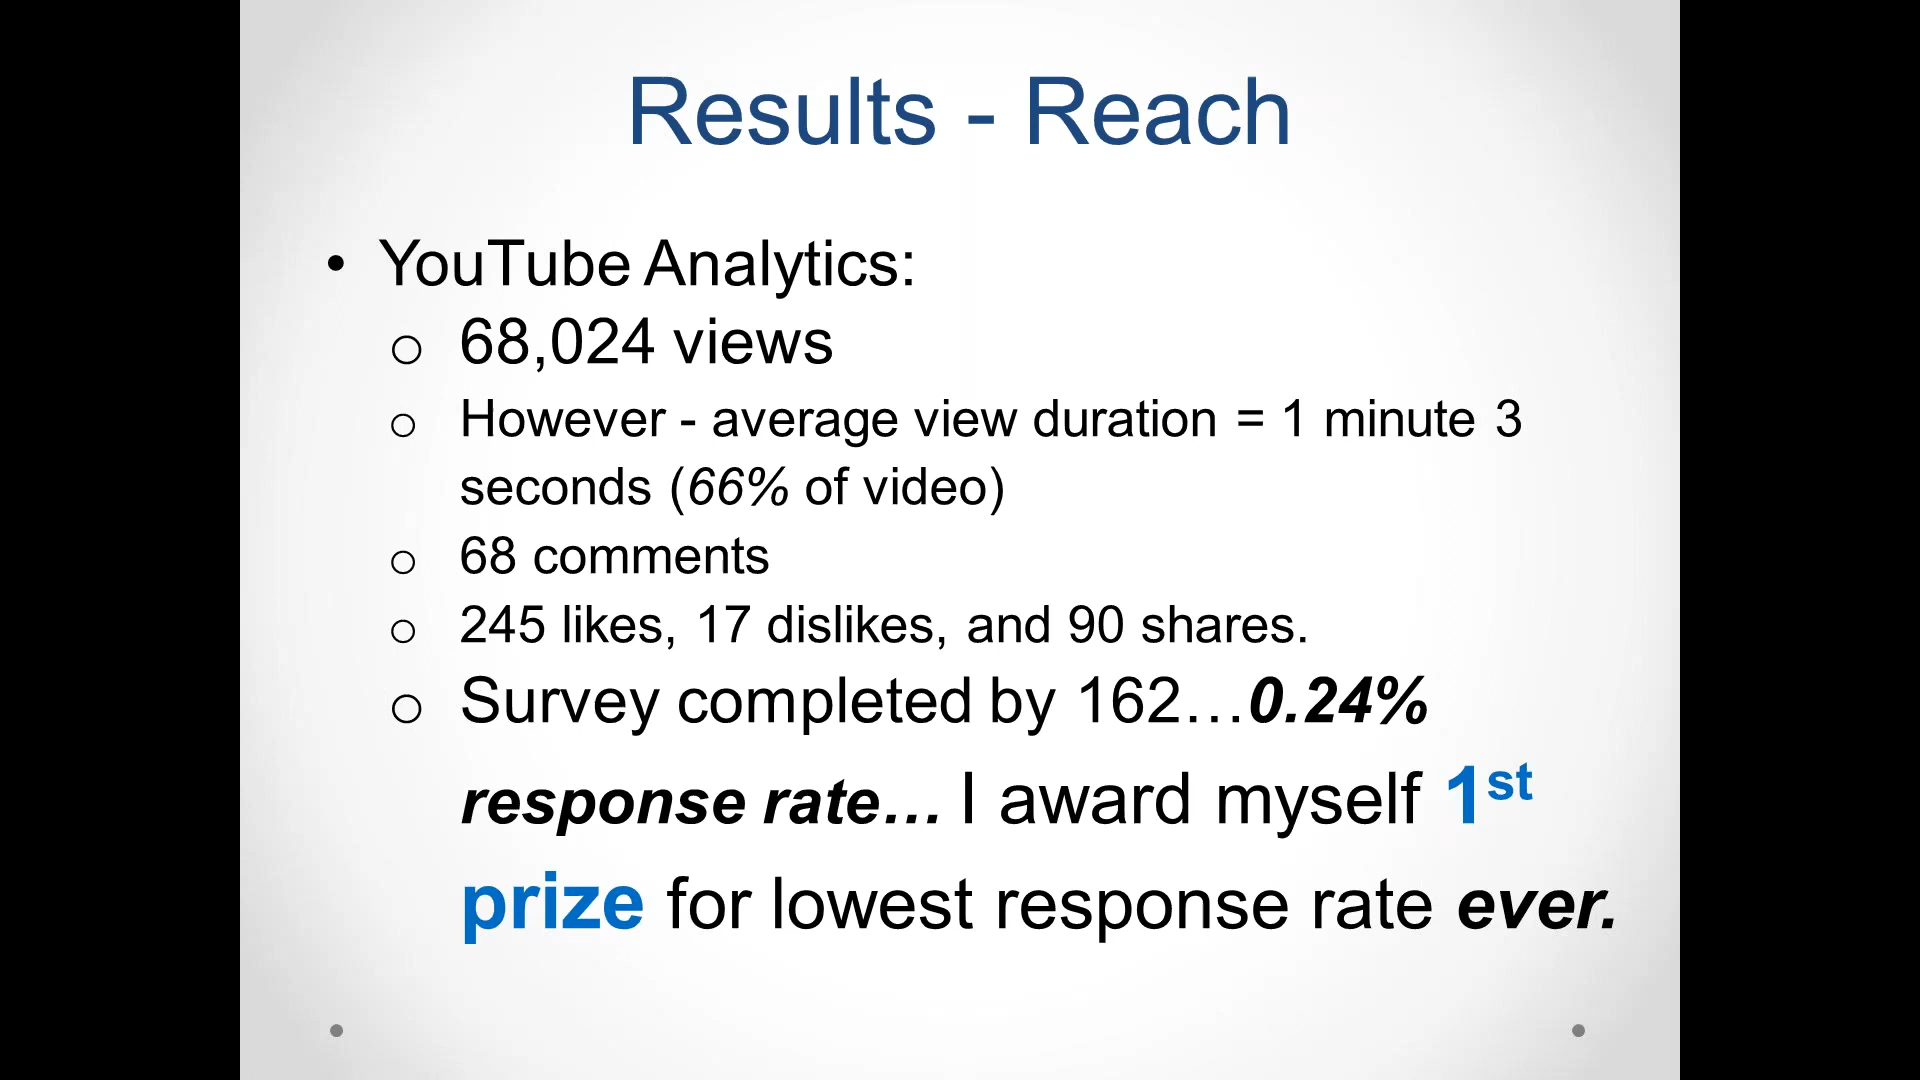 Results - Reach
• YouTube Analytics:
o 68,024 views
o However - average view duration = 1 minute 3
seconds (66% of video)
o 68 comments
o 245 likes, 17 dislikes, and 90 shares.
o Survey completed by 162…0.24%
response rate… I award myself 1st
prize for lowest response rate ever.